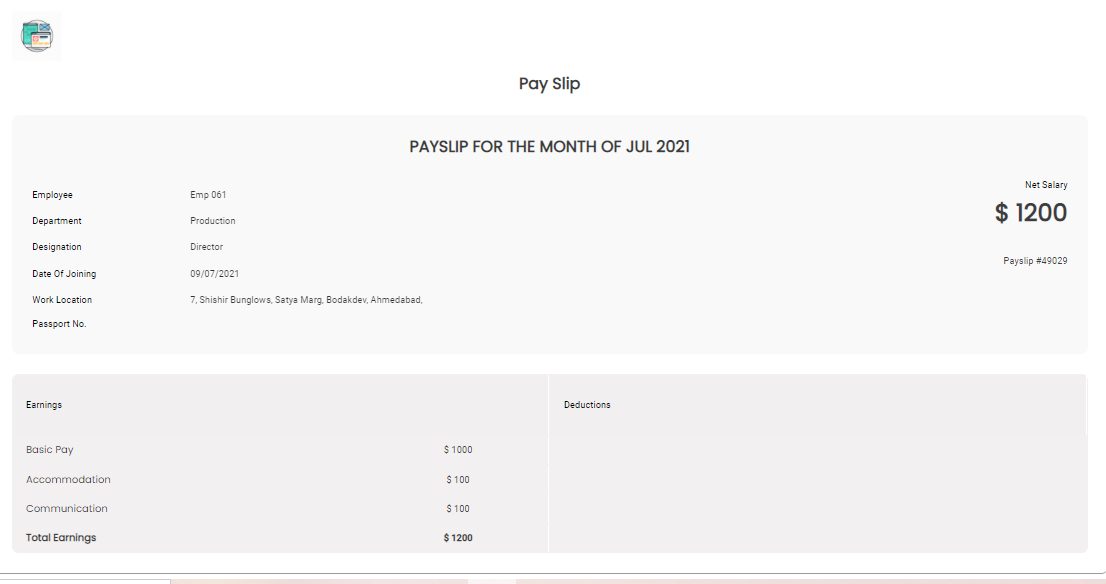 Pay Slip
PAYSLIP FOR THE MONTH OF JUL 2021
Net Salary
$ 1200
Payslip #49029
Employee Emp 061
Department Production
Designation Director
Date Of Joining 09/07/2021
Work Location 7, Shishir Bunglows, Satya Marg, Bodakdev, Ahmedabad,
Passport No.
Earnings
Basic Pay $ 1000
Accommodation $ 100
Communication $ 100
Total Earnings $ 1200
Deductions